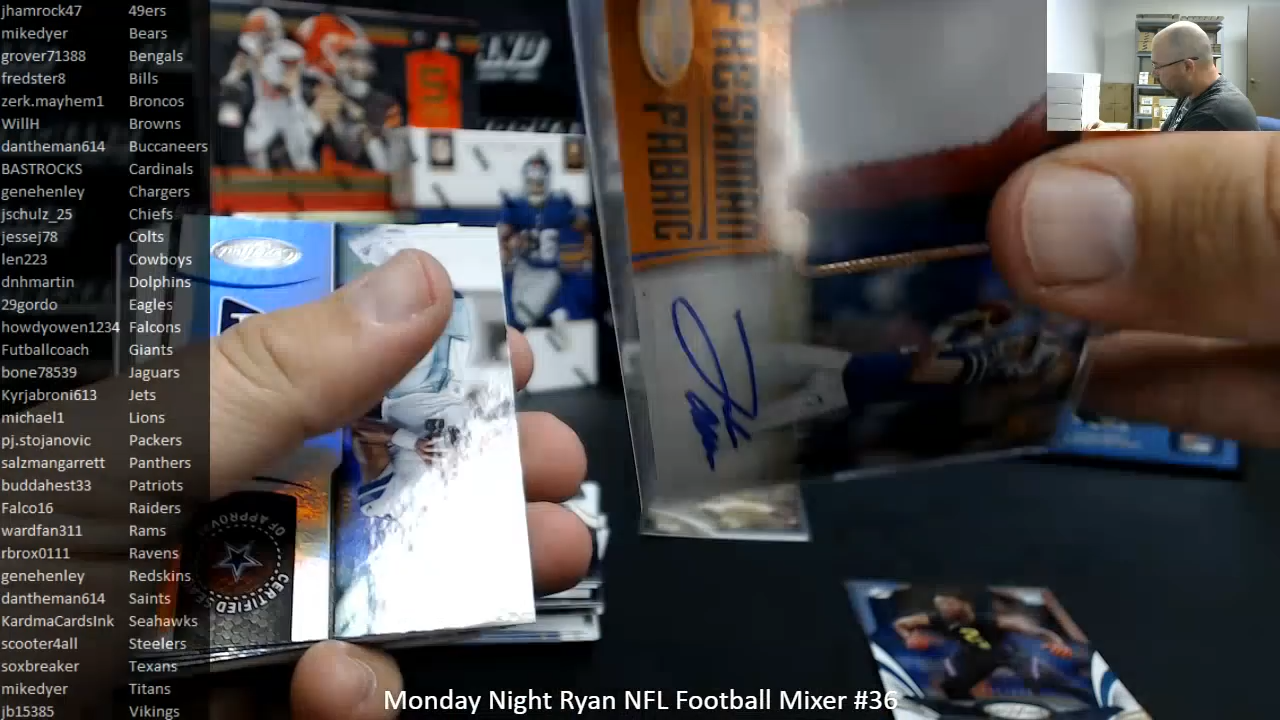 jhamrock47 49ers
mikedyer Bears
grover71388 Bengals
fredster8 Bills
zerk.mayhem1 Broncos
WillH Browns
dantheman614 Buccaneers
BASTROCKS Cardinals
genehenley Chargers
jschulz_25 Chiefs
jessej78 Colts
len223 Cowboys
dnhmartin Dolphins
29gordo Eagles
howdyowen1234 Falcons
Futballcoach Giants
bone78539 Jaguars
Kyrjabroni613 Jets
michael1 Lions
pj.stojanovic Packers
salzmangarrett Panthers
buddahest33 Patriots
Falco16 Raiders
wardfan311 Rams
rbrox0111 Ravens
genehenley Redskins
dantheman614 Saints
KardmaCardsInk Seahawks
scooter4all Steelers
soxbreaker Texans
mikedyer Titans
jb15385 Vikings
FRESHMAN
FABRIC
CERTIFIED SEAL
OF APPROVAL
Monday Night Ryan NFL Football Mixer #36